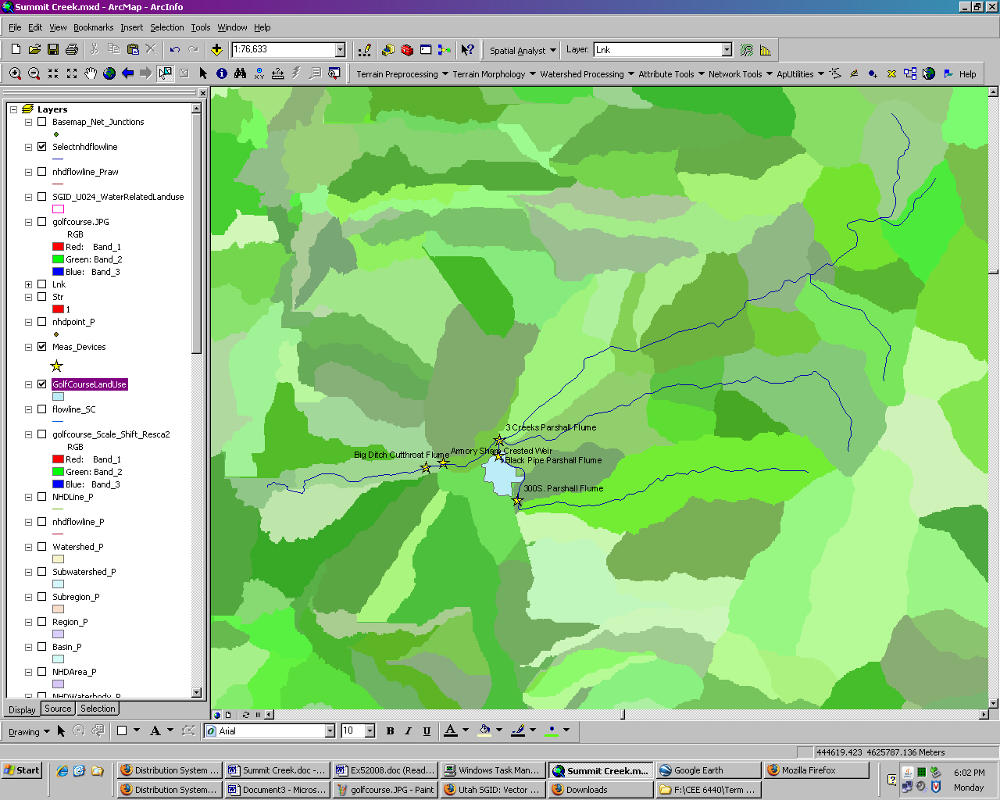 Summit Creek.mxd - ArcMap - ArcInfo
File Edit View Bookmarks Insert Selection Tools Window Help
1:76,633 Spatial Analyst Layer: Lnk
Terrain Preprocessing Terrain Morphology Watershed Processing Attribute Tools Network Tools ApUtilities Help
Layers
Basemap_Net_Junctions
Selectnhdflowline
nhdflowline_Praw
SGID_U024_WaterRelatedLanduse
golfcourse.JPG
RGB
Red: Band_1
Green: Band_2
Blue: Band_3
Lnk
Str
1
nhdpoint_P
Meas_Devices
GolfCourseLandUse
flowline_SC
golfcourse_Scale_Shift_Resca2
RGB
Red: Band_1
Green: Band_2
Blue: Band_3
NHDLine_P
nhdflowline_P
Watershed_P
Subwatershed_P
Subregion_P
Region_P
Basin_P
NHDArea_P
NHDWaterbody_P
Display Source Selection
3 Creeks Parshall Flume
Big Ditch Cutthroat Flume
Armory Sharp Crested Weir
Black Pipe Parshall Flume
300S. Parshall Flume
Drawing A Arial 10 B I U A
444619.423 4625787.136 Meters
Start Distribution System ... Summit Creek.doc -... Ex52008.doc (Read... Windows Task Man... Summit Creek.m... Google Earth Mozilla Firefox
6:02 PM
Distribution System... Document3 - Micros... golfcourse.JPG - Paint Utah SGID: Vector ... Downloads F:\CEE 6440\Term ...
Monday